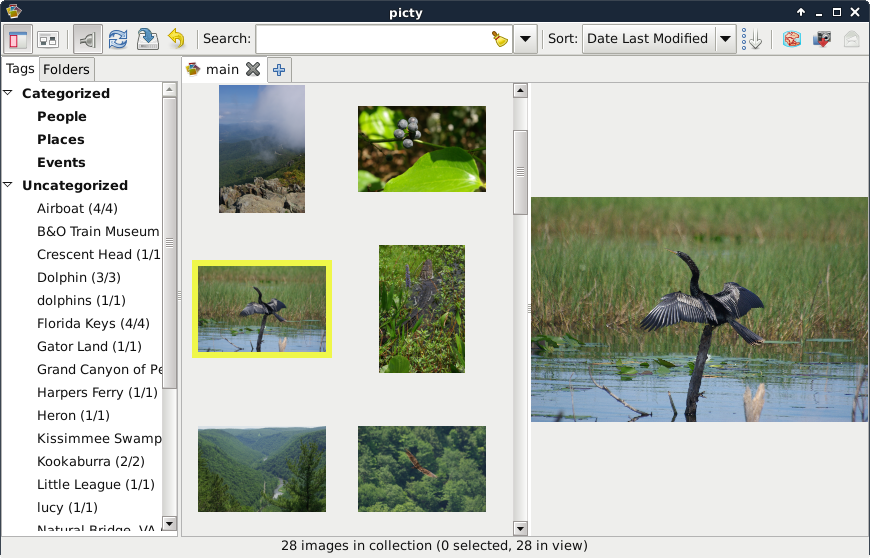 picty
Search:
Sort: Date Last Modified
Tags Folders
main
Categorized
People
Places
Events
Uncategorized
Airboat (4/4)
B&O Train Museum
Crescent Head (1/1
Dolphin (3/3)
dolphins (1/1)
Florida Keys (4/4)
Gator Land (1/1)
Grand Canyon of Pe
Harpers Ferry (1/1)
Heron (1/1)
Kissimmee Swamp
Kookaburra (2/2)
Little League (1/1)
lucy (1/1)
Natural Bridge, VA
28 images in collection (0 selected, 28 in view)